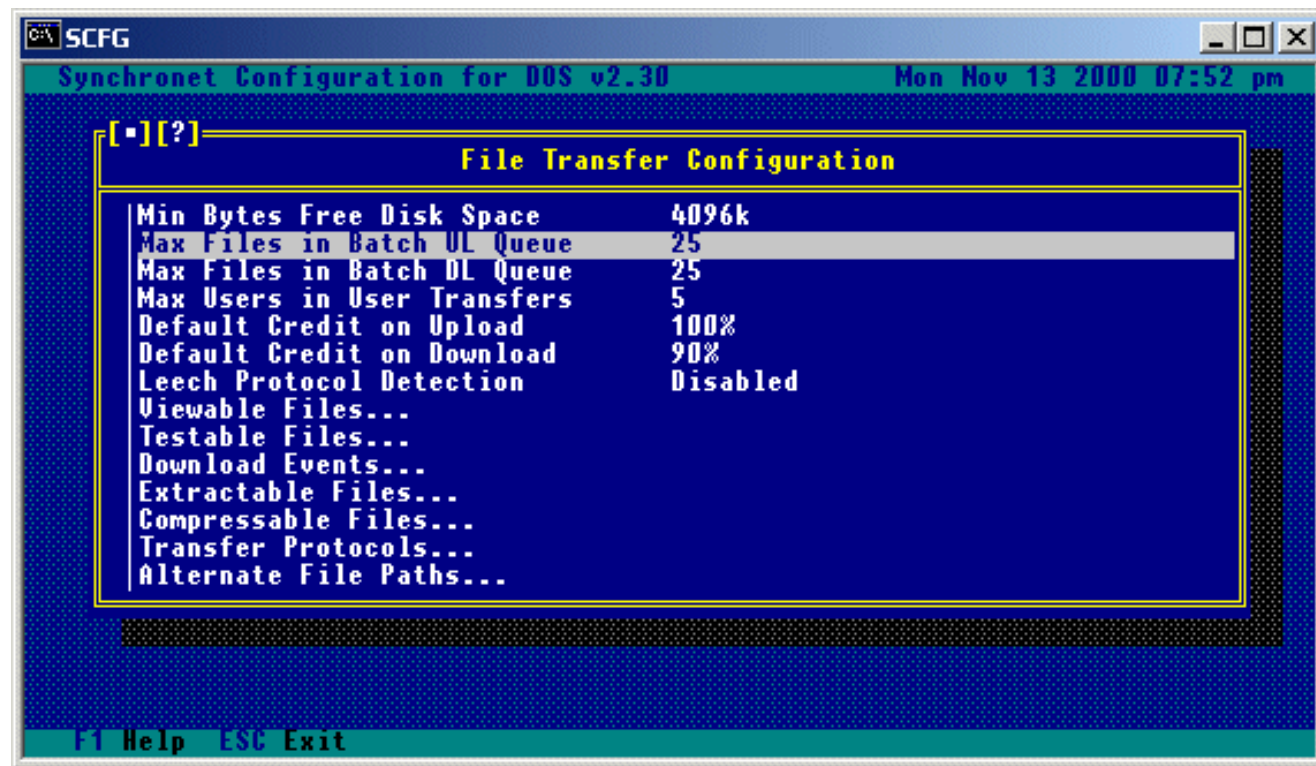 SCFG
Synchronet Configuration for DOS v2.30 Mon Nov 13 2000 07:52 pm
[▪][?]
File Transfer Configuration
Min Bytes Free Disk Space 4096k
Max Files in Batch UL Queue 25
Max Files in Batch DL Queue 25
Max Users in User Transfers 5
Default Credit on Upload 100%
Default Credit on Download 90%
Leech Protocol Detection Disabled
Viewable Files...
Testable Files...
Download Events...
Extractable Files...
Compressable Files...
Transfer Protocols...
Alternate File Paths...
F1 Help ESC Exit